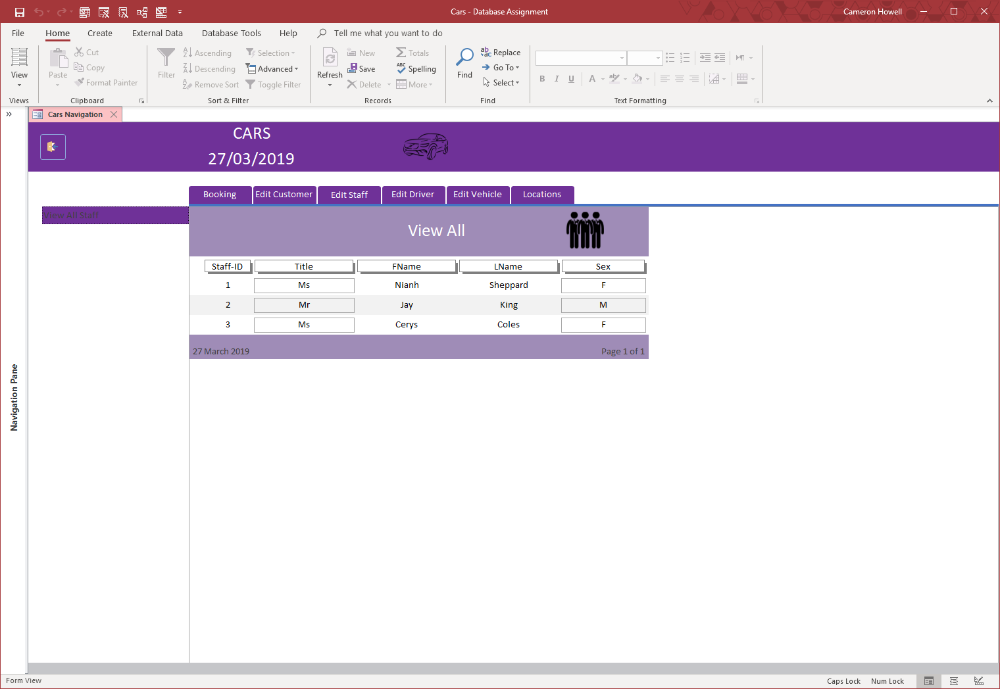 Cars - Database Assignment
Cameron Howell
File Home Create External Data Database Tools Help Tell me what you want to do
View
Views
Paste
Cut
Copy
Format Painter
Clipboard
Filter
Ascending
Descending
Remove Sort
Selection
Advanced
Toggle Filter
Sort & Filter
Refresh
New
Save
Delete
Totals
Spelling
More
Records
Find
Replace
Go To
Select
Find
B I U A
Text Formatting
Cars Navigation
Navigation Pane
CARS
27/03/2019
Booking Edit Customer Edit Staff Edit Driver Edit Vehicle Locations
View All Staff
View All
Staff-ID Title FName LName Sex
1 Ms Nianh Sheppard F
2 Mr Jay King M
3 Ms Cerys Coles F
27 March 2019 Page 1 of 1
Form View Caps Lock Num Lock